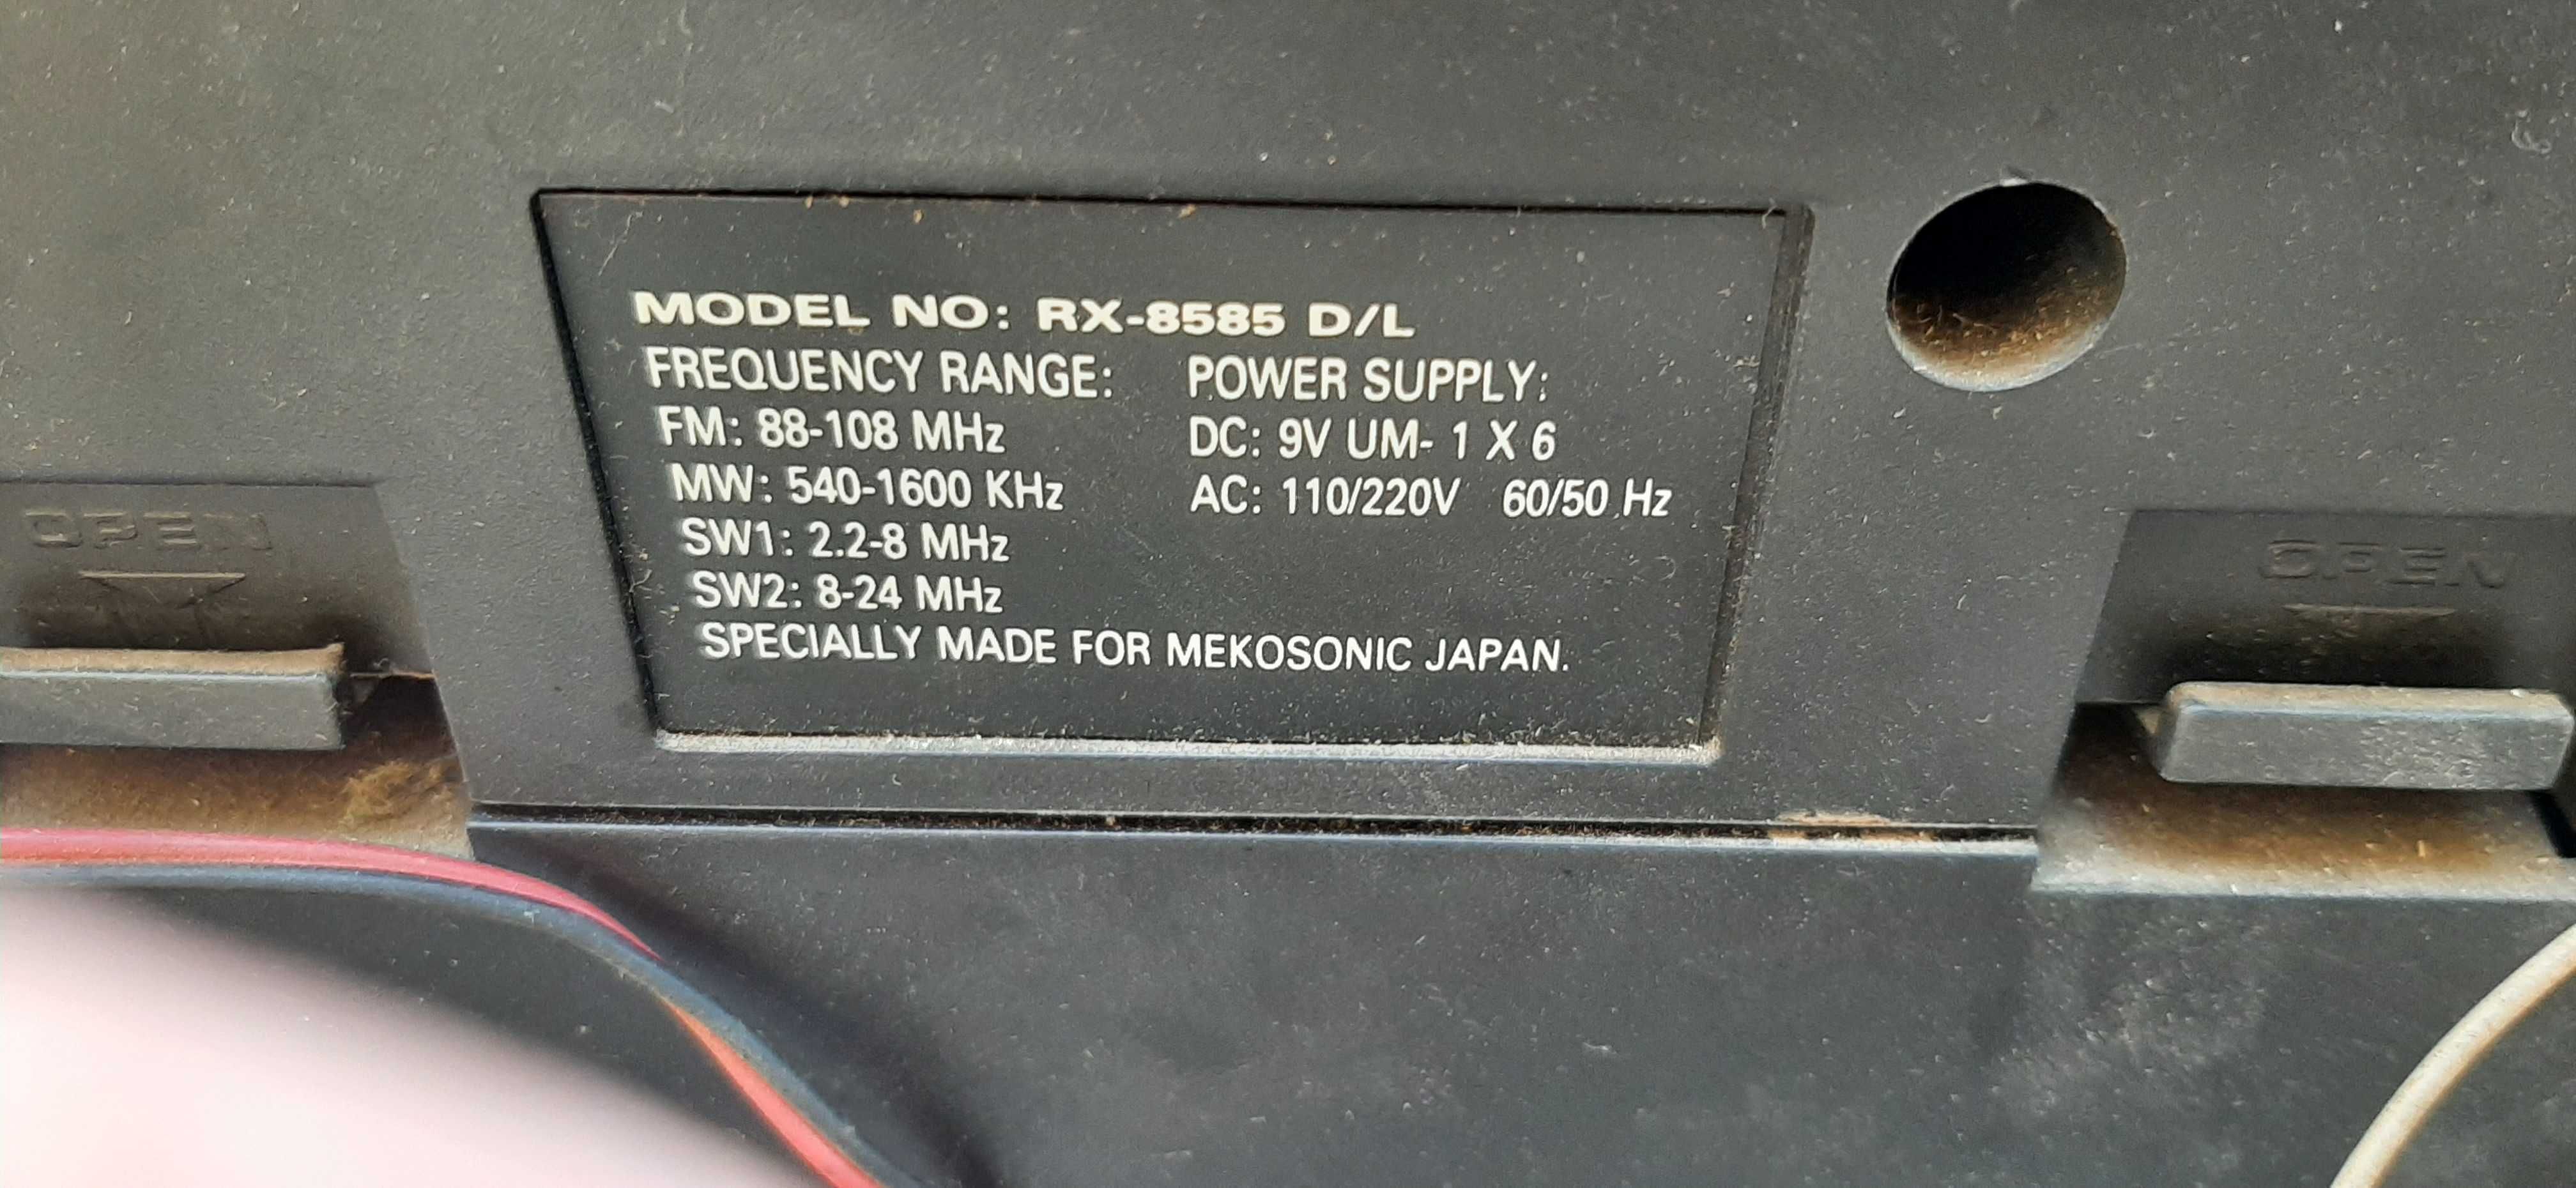 MODEL NO: RX-8585 D/L
FREQUENCY RANGE: POWER SUPPLY:
FM: 88-108 MHz DC: 9V UM- 1 X 6
MW: 540-1600 KHz AC: 110/220V 60/50 Hz
SW1: 2.2-8 MHz
SW2: 8-24 MHz
SPECIALLY MADE FOR MEKOSONIC JAPAN.
OPEN
OPEN